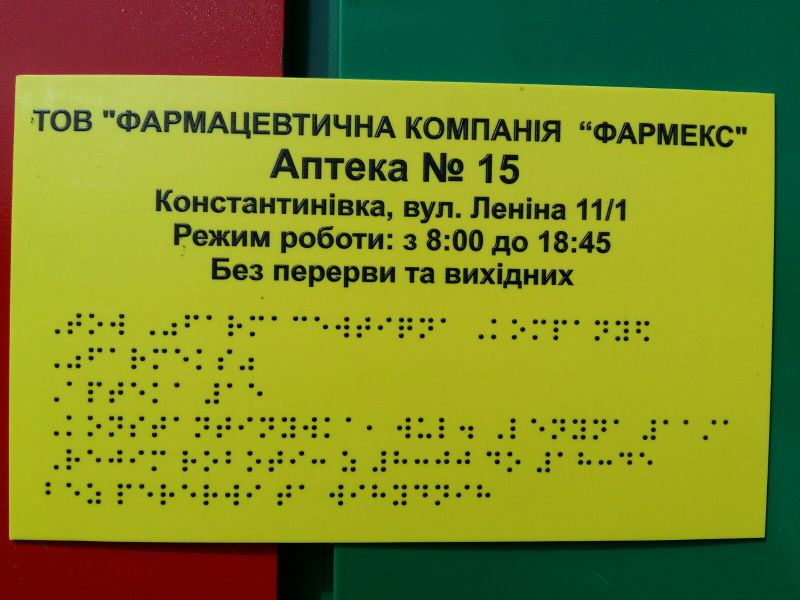 ТОВ "ФАРМАЦЕВТИЧНА КОМПАНІЯ “ФАРМЕКС"
Аптека № 15
Константинівка, вул. Леніна 11/1
Режим роботи: з 8:00 до 18:45
Без перерви та вихідних